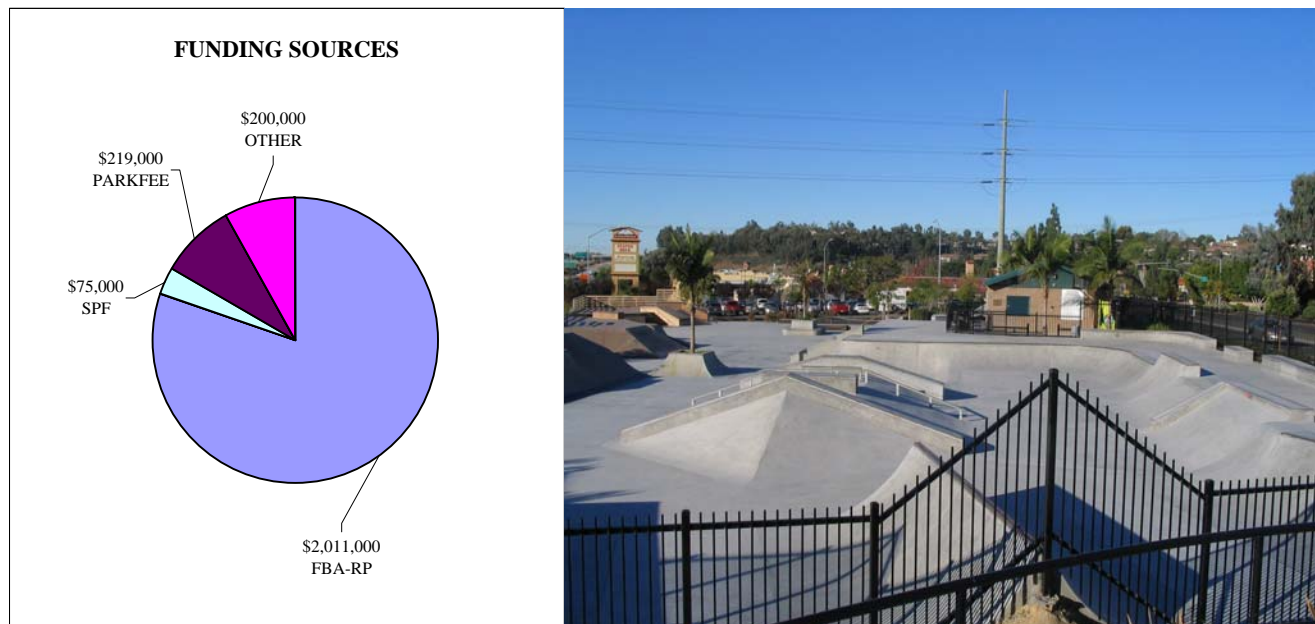 FUNDING SOURCES
$200,000
OTHER
$219,000
PARKFEE
$75,000
SPF
$2,011,000
FBA-RP